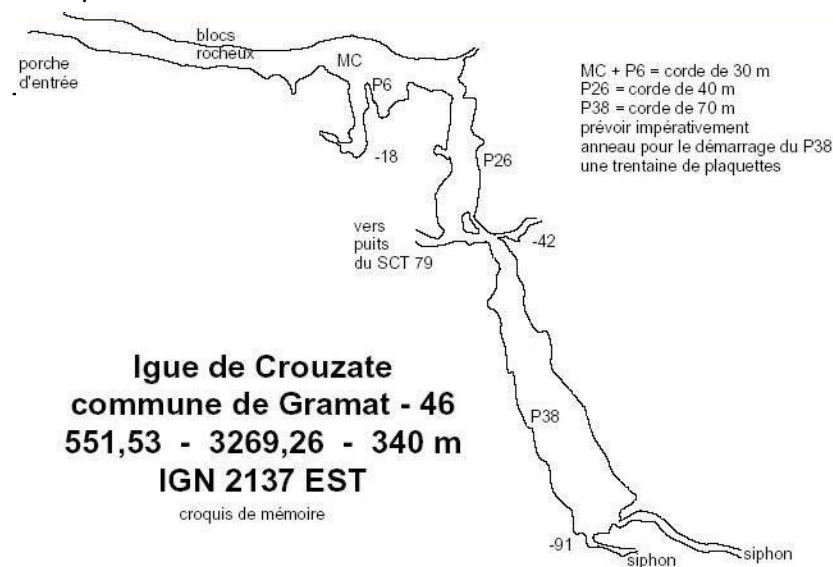 blocs
rocheux
porche
d'entrée
MC
P6
MC + P6 = corde de 30 m
P26 = corde de 40 m
P38 = corde de 70 m
prévoir impérativement
anneau pour le démarrage du P38
une trentaine de plaquettes
-18
P26
vers
puits
du SCT 79
-42
Igue de Crouzate
commune de Gramat - 46
551,53 - 3269,26 - 340 m
IGN 2137 EST
croquis de mémoire
P38
-91
siphon
siphon